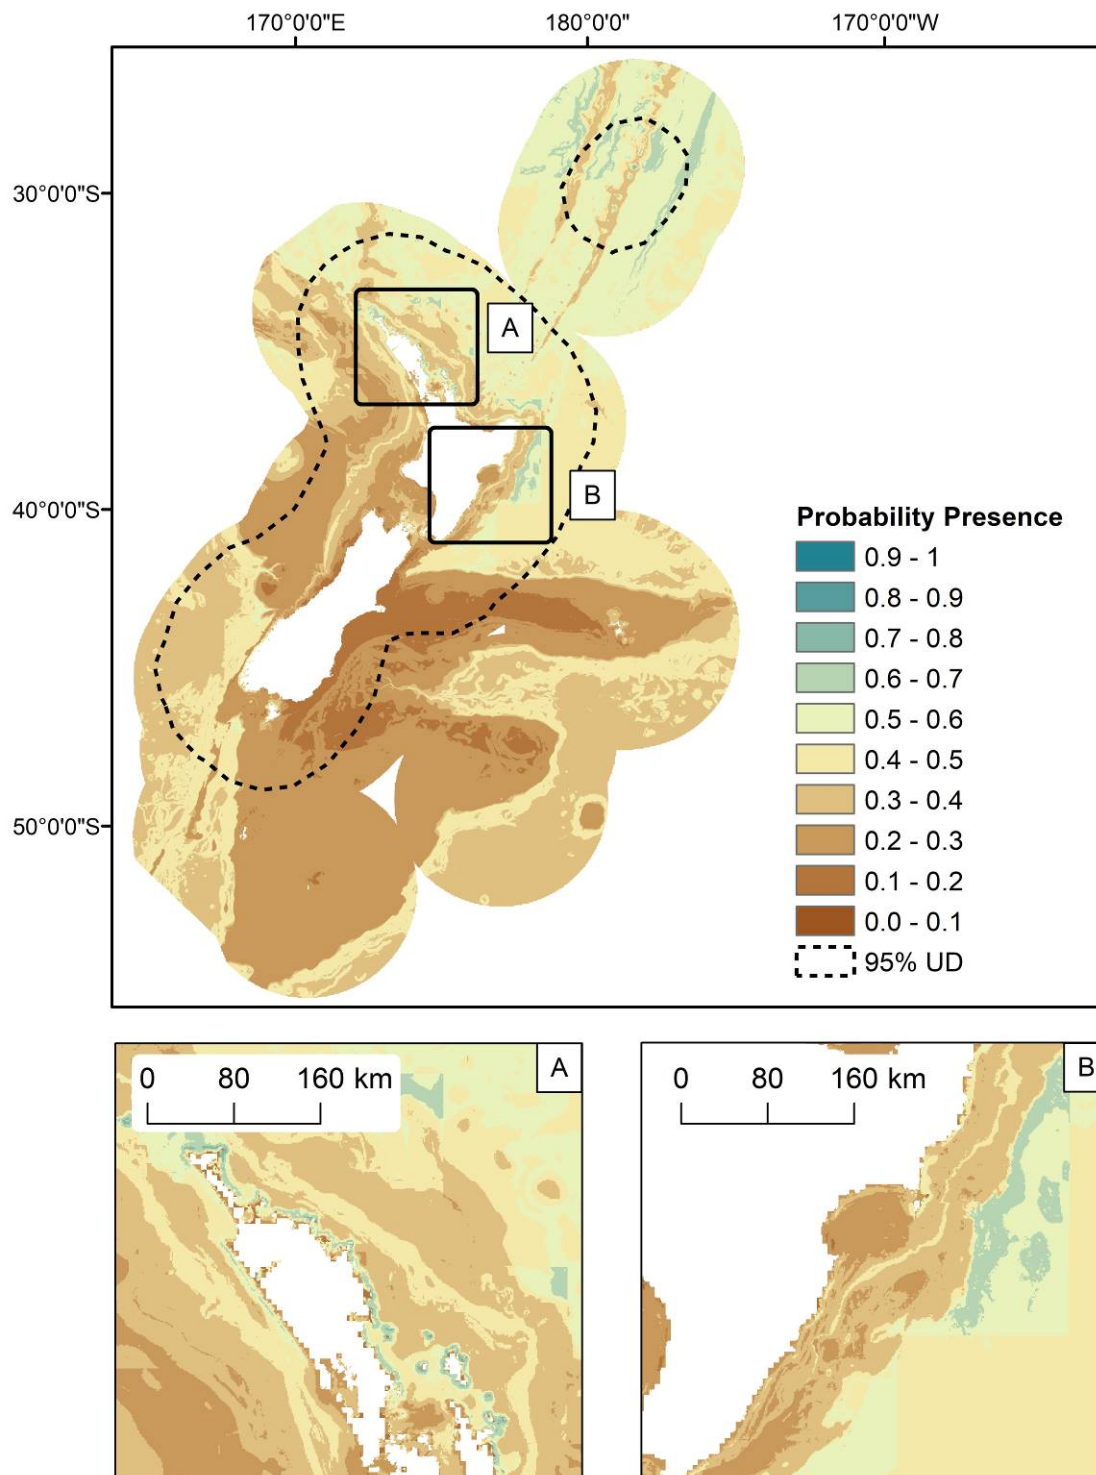 170°0'0"E 180°0'0" 170°0'0"W
30°0'0"S
A
B
40°0'0"S
50°0'0"S
Probability Presence
0.9 - 1
0.8 - 0.9
0.7 - 0.8
0.6 - 0.7
0.5 - 0.6
0.4 - 0.5
0.3 - 0.4
0.2 - 0.3
0.1 - 0.2
0.0 - 0.1
95% UD
A
0 80 160 km
B
0 80 160 km